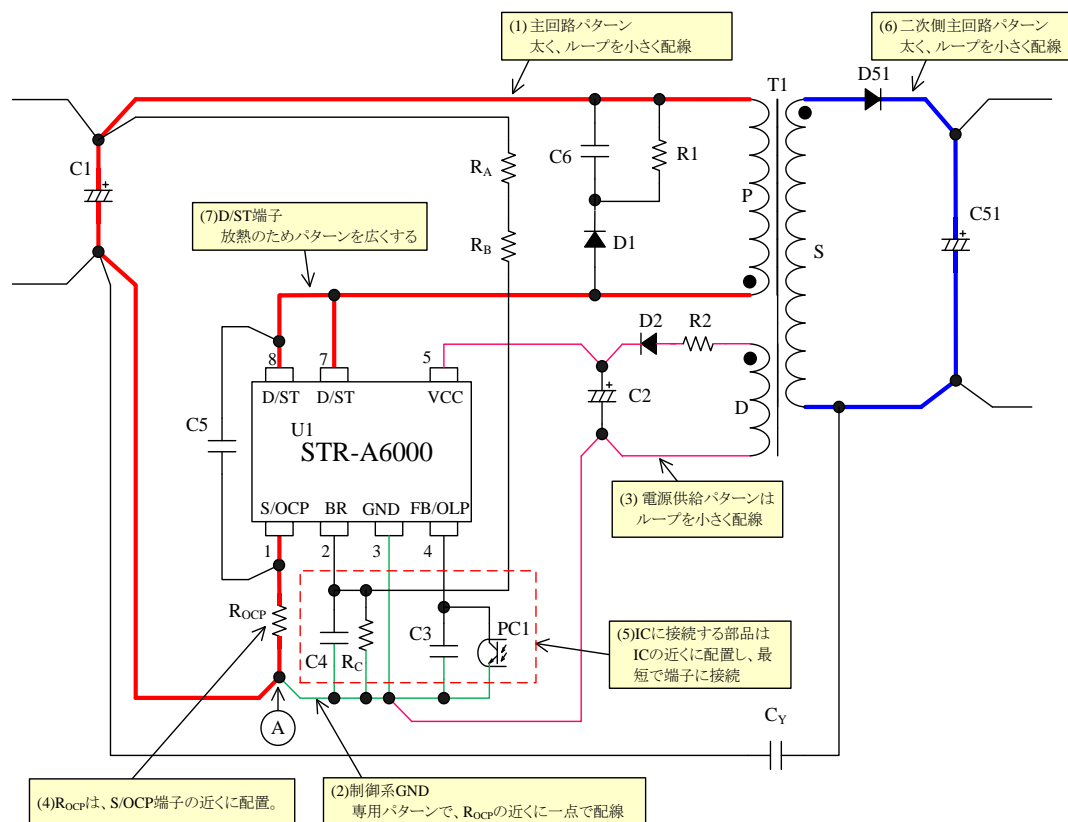 (1) 主回路パターン
太く、ループを小さく配線
(6) 二次側主回路パターン
太く、ループを小さく配線
D51
T1
C1
+
C6
R1
RA
P
C51
+
(7)D/ST端子
放熱のためパターンを広くする
RB
D1
S
D2
R2
8
7
5
D/ST
D/ST
VCC
C2
+
D
C5
U1
STR-A6000
(3) 電源供給パターンは
ループを小さく配線
S/OCP
BR
GND
FB/OLP
1
2
3
4
ROCP
C4
RC
C3
PC1
(5)ICに接続する部品は
ICの近くに配置し、最
短で端子に接続
A
CY
(4)ROCPは、S/OCP端子の近くに配置。
(2)制御系GND
専用パターンで、ROCPの近くに一点で配線